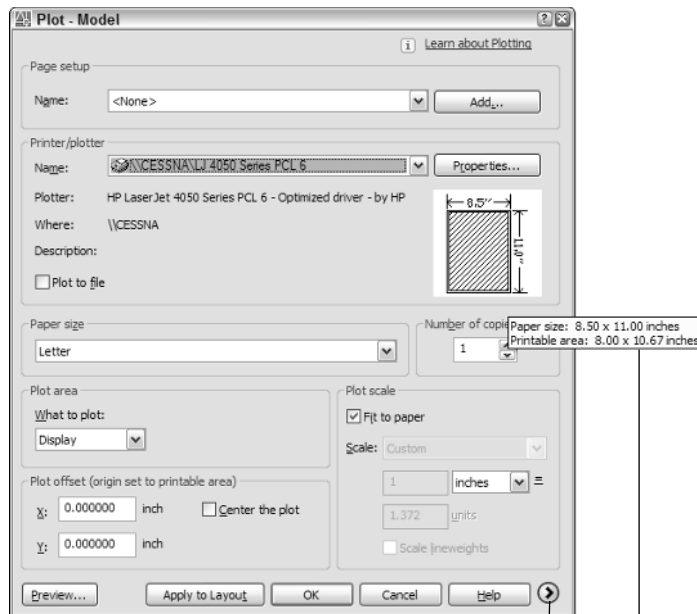 Plot - Model
Learn about Plotting
Page setup
Name:
<None>
Add...
Printer/plotter
Name:
\\CESSNA\LJ 4050 Series PCL 6
Properties...
Plotter:
HP LaserJet 4050 Series PCL 6 - Optimized driver - by HP
Where:
\\CESSNA
Description:
Plot to file
8.5"
11.0"
Paper size
Letter
Number of copie
1
Paper size: 8.50 x 11.00 inches
Printable area: 8.00 x 10.67 inches
Plot area
What to plot:
Display
Plot scale
Fit to paper
Scale:
Custom
1
inches
=
1.372
units
Scale lineweights
Plot offset (origin set to printable area)
X:
0.000000
inch
Center the plot
Y:
0.000000
inch
Preview...
Apply to Layout
OK
Cancel
Help